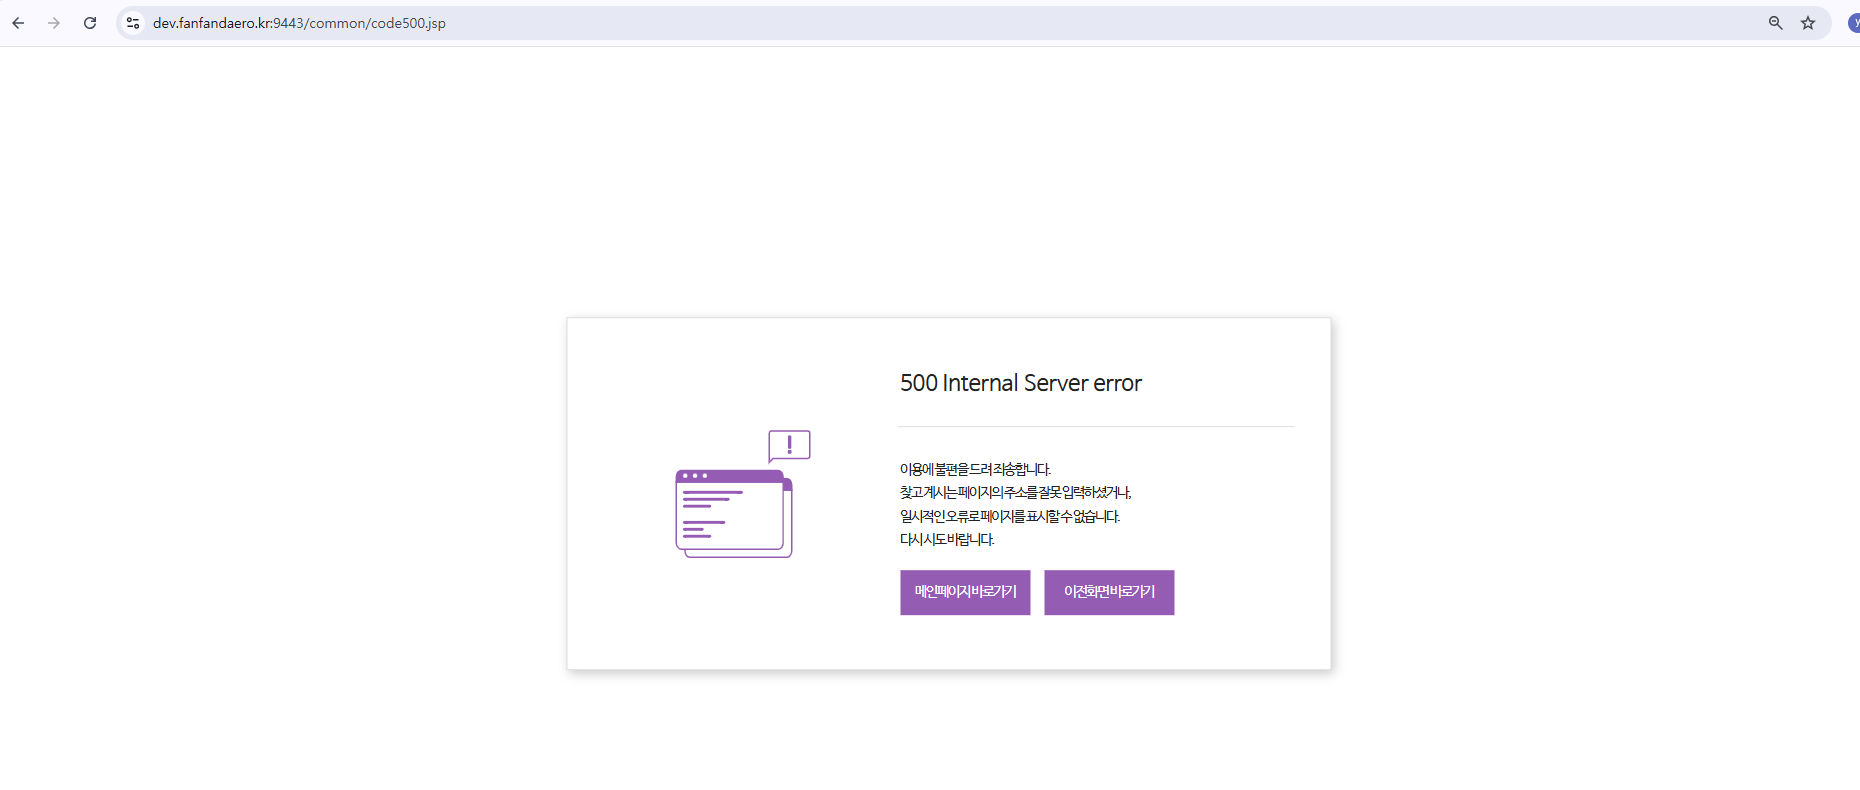 dev.fanfandaero.kr:9443/common/code500.jsp
y
!
500 Internal Server error
이용에 불편을 드려 죄송합니다.
찾고 계시는 페이지의 주소를 잘못 입력하셨거나,
일시적인 오류로 페이지를 표시할 수 없습니다.
다시 시도 바랍니다.
메인페이지 바로가기
이전화면 바로가기